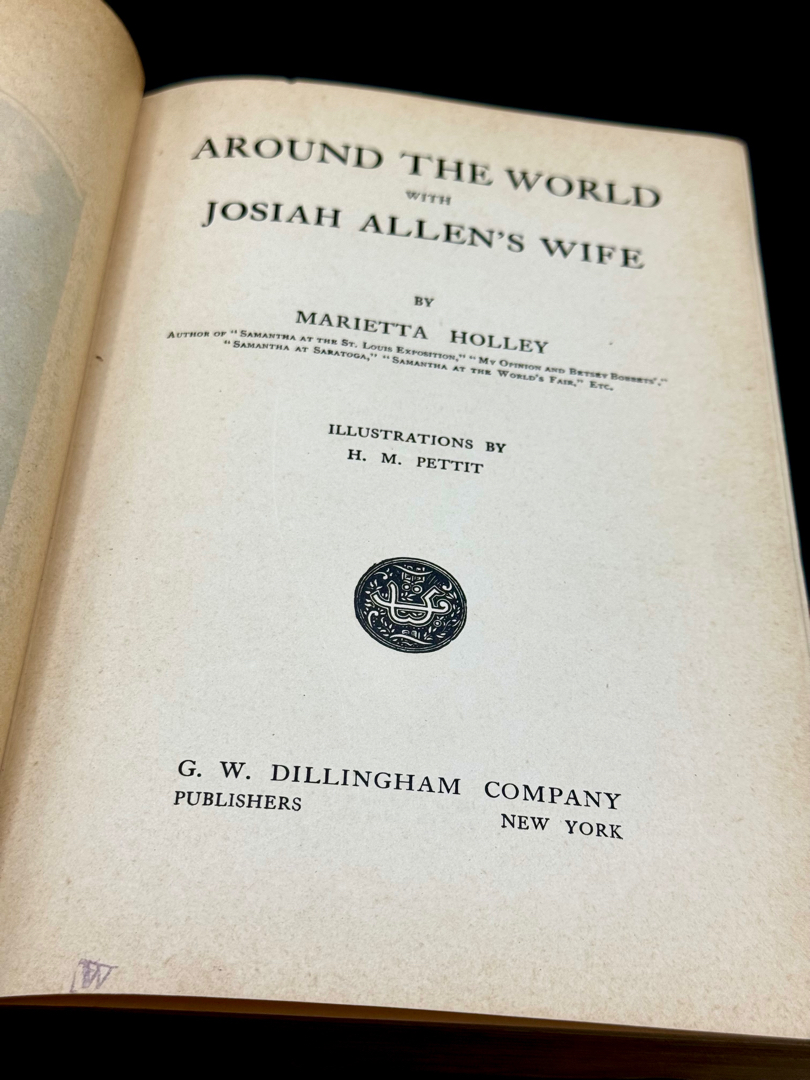 AROUND THE WORLD
WITH
JOSIAH ALLEN'S WIFE
BY
MARIETTA HOLLEY
AUTHOR OF "SAMANTHA AT THE ST. LOUIS EXPOSITION," "MY OPINION AND BETSEY BOBBETS'."
"SAMANTHA AT SARATOGA," "SAMANTHA AT THE WORLD'S FAIR," ETC.
ILLUSTRATIONS BY
H. M. PETTIT
G. W. DILLINGHAM COMPANY
PUBLISHERS NEW YORK